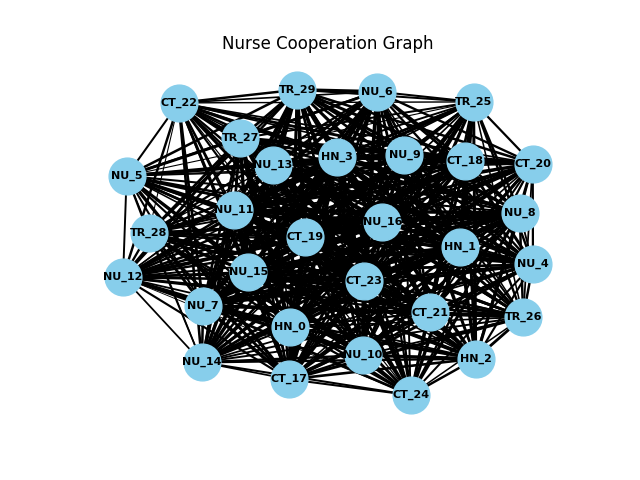 Nurse Cooperation Graph
TR_29
NU_6
CT_22
TR_25
TR_27
NU_9
HN_3
CT_18
NU_13
CT_20
NU_5
NU_11
NU_8
NU_16
TR_28
CT_19
HN_1
NU_4
NU_15
NU_12
CT_23
NU_7
CT_21
TR_26
HN_0
NU_10
HN_2
NU_14
CT_17
CT_24